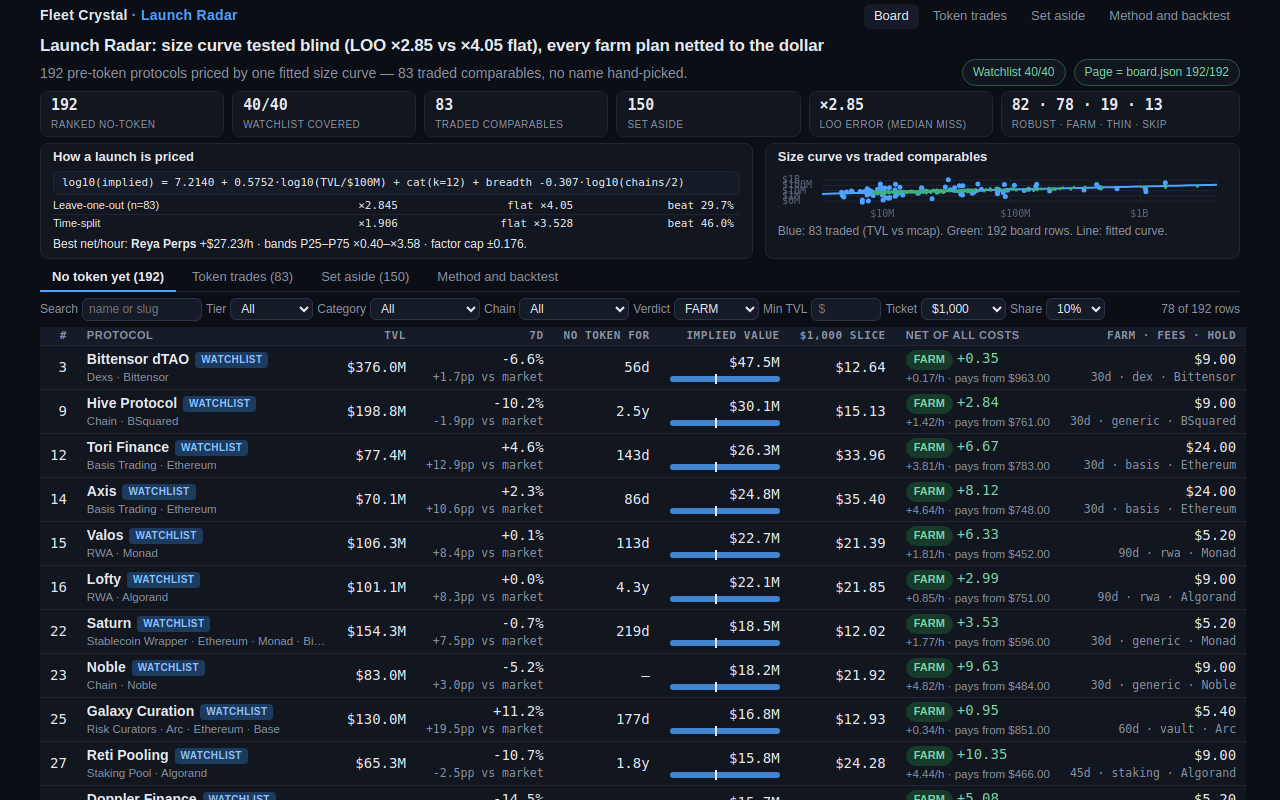 Fleet Crystal · Launch Radar
Board Token trades Set aside Method and backtest
Launch Radar: size curve tested blind (LOO ×2.85 vs ×4.05 flat), every farm plan netted to the dollar
192 pre-token protocols priced by one fitted size curve — 83 traded comparables, no name hand-picked.
Watchlist 40/40 Page = board.json 192/192
192 40/40 83 150 ×2.85 82 · 78 · 19 · 13
RANKED NO-TOKEN WATCHLIST COVERED TRADED COMPARABLES SET ASIDE LOO ERROR (MEDIAN MISS) ROBUST · FARM · THIN · SKIP
How a launch is priced
log10(implied) = 7.2140 + 0.5752·log10(TVL/$100M) + cat(k=12) + breadth -0.307·log10(chains/2)
Leave-one-out (n=83) ×2.845 flat ×4.05 beat 29.7%
Time-split ×1.906 flat ×3.528 beat 46.0%
Best net/hour: Reya Perps +$27.23/h · bands P25–P75 ×0.40–×3.58 · factor cap ±0.176.
Size curve vs traded comparables
$1B
$0M
$10M $100M $1B
Blue: 83 traded (TVL vs mcap). Green: 192 board rows. Line: fitted curve.
No token yet (192) Token trades (83) Set aside (150) Method and backtest
Search name or slug Tier All Category All Chain All Verdict FARM Min TVL $ Ticket $1,000 Share 10% 78 of 192 rows
# PROTOCOL TVL 7D NO TOKEN FOR IMPLIED VALUE $1,000 SLICE NET OF ALL COSTS FARM · FEES · HOLD
3 Bittensor dTAO WATCHLIST $376.0M -6.6% 56d $47.5M $12.64 FARM +0.35 $9.00
Dexs · Bittensor +1.7pp vs market +0.17/h · pays from $963.00 30d · dex · Bittensor
9 Hive Protocol WATCHLIST $198.8M -10.2% 2.5y $30.1M $15.13 FARM +2.84 $9.00
Chain · BSquared -1.9pp vs market +1.42/h · pays from $761.00 30d · generic · BSquared
12 Tori Finance WATCHLIST $77.4M +4.6% 143d $26.3M $33.96 FARM +6.67 $24.00
Basis Trading · Ethereum +12.9pp vs market +3.81/h · pays from $783.00 30d · basis · Ethereum
14 Axis WATCHLIST $70.1M +2.3% 86d $24.8M $35.40 FARM +8.12 $24.00
Basis Trading · Ethereum +10.6pp vs market +4.64/h · pays from $748.00 30d · basis · Ethereum
15 Valos WATCHLIST $106.3M +0.1% 113d $22.7M $21.39 FARM +6.33 $5.20
RWA · Monad +8.4pp vs market +1.81/h · pays from $452.00 90d · rwa · Monad
16 Lofty WATCHLIST $101.1M +0.0% 4.3y $22.1M $21.85 FARM +2.99 $9.00
RWA · Algorand +8.3pp vs market +0.85/h · pays from $751.00 90d · rwa · Algorand
22 Saturn WATCHLIST $154.3M -0.7% 219d $18.5M $12.02 FARM +3.53 $5.20
Stablecoin Wrapper · Ethereum · Monad · Bi… +7.5pp vs market +1.77/h · pays from $596.00 30d · generic · Monad
23 Noble WATCHLIST $83.0M -5.2% — $18.2M $21.92 FARM +9.63 $9.00
Chain · Noble +3.0pp vs market +4.82/h · pays from $484.00 30d · generic · Noble
25 Galaxy Curation WATCHLIST $130.0M +11.2% 177d $16.8M $12.93 FARM +0.95 $5.40
Risk Curators · Arc · Ethereum · Base +19.5pp vs market +0.34/h · pays from $851.00 60d · vault · Arc
27 Reti Pooling WATCHLIST $65.3M -10.7% 1.8y $15.8M $24.28 FARM +10.35 $9.00
Staking Pool · Algorand -2.5pp vs market +4.44/h · pays from $466.00 45d · staking · Algorand
Doppler Finance WATCHLIST -14.5% $15.7M FARM +5.08 $5.20